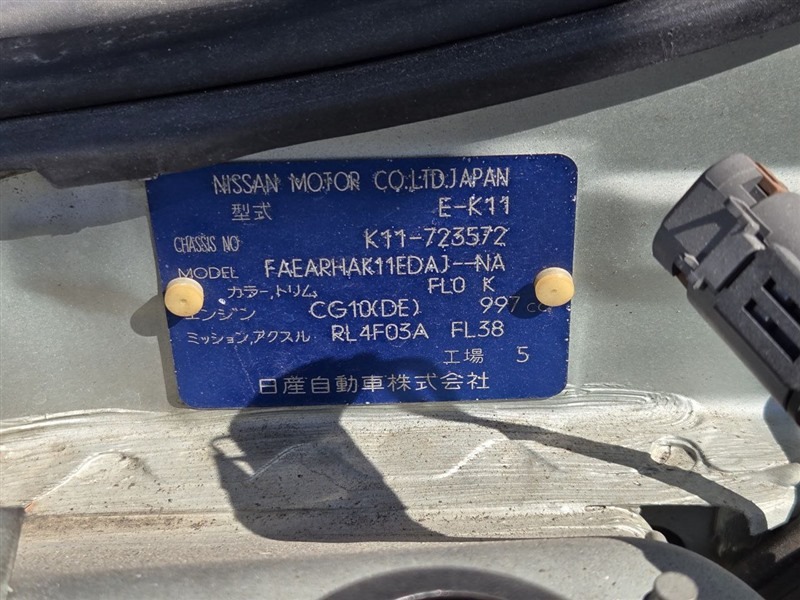 NISSAN MOTOR CO.LTD.JAPAN
型式 E-K11
CHASSIS NO K11-723572
MODEL FAEARHAK11EDAJ--NA
カラー,トリム FL0 K
エンジン CG10(DE) 997 cc
ミッション,アクスル RL4F03A FL38
工場 5
日産自動車株式会社